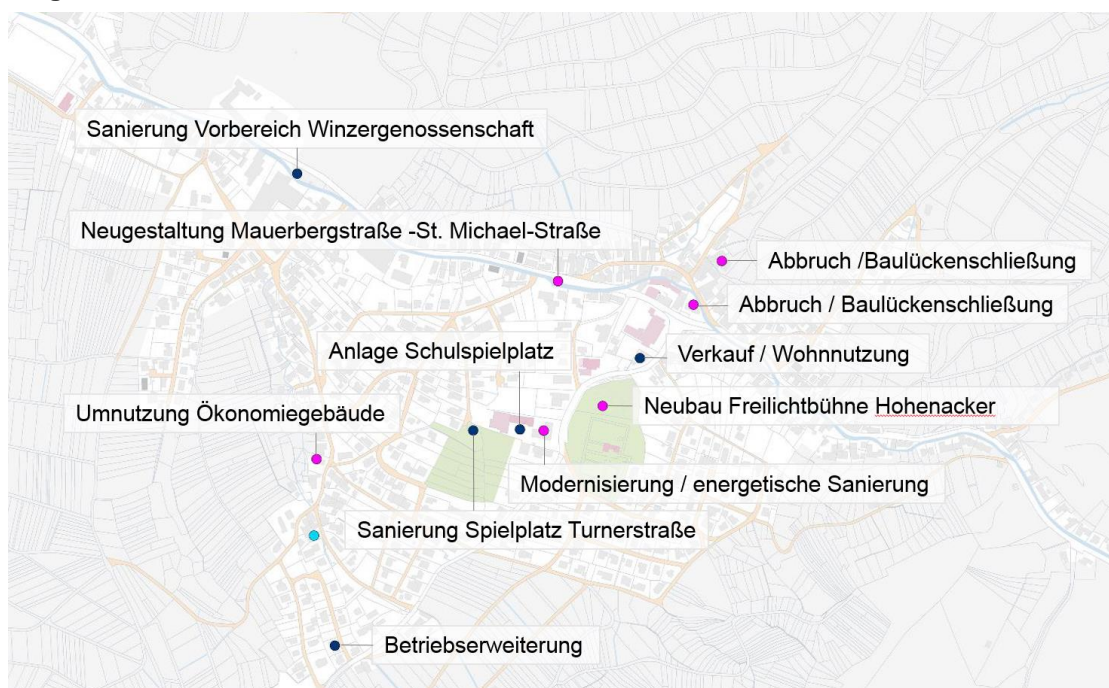 Sanierung Vorbereich Winzergenossenschaft
Neugestaltung Mauerbergstraße -St. Michael-Straße
Abbruch /Baulückenschließung
Abbruch / Baulückenschließung
Anlage Schulspielplatz
Verkauf / Wohnnutzung
Umnutzung Ökonomiegebäude
Neubau Freilichtbühne Hohenacker
Modernisierung / energetische Sanierung
Sanierung Spielplatz Turnerstraße
Betriebserweiterung